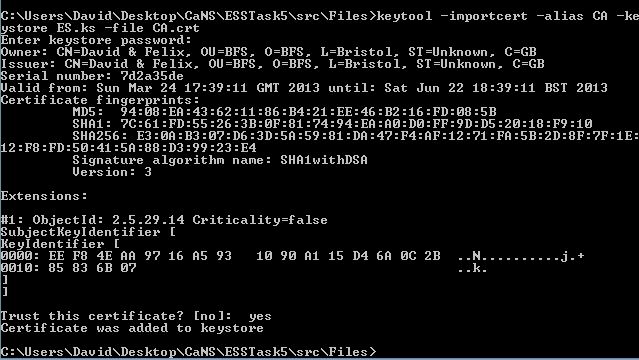 C:\Users\David\Desktop\CaNS\ESSTask5\src\Files>keytool -importcert -alias CA -ke
ystore ES.ks -file CA.crt
Enter keystore password:
Owner: CN=David & Felix, OU=BFS, O=BFS, L=Bristol, ST=Unknown, C=GB
Issuer: CN=David & Felix, OU=BFS, O=BFS, L=Bristol, ST=Unknown, C=GB
Serial number: 7d2a35de
Valid from: Sun Mar 24 17:39:11 GMT 2013 until: Sat Jun 22 18:39:11 BST 2013
Certificate fingerprints:
MD5: 94:08:EA:43:62:11:86:B4:21:EE:46:B2:16:FD:08:5B
SHA1: 7C:61:FD:55:26:3B:0F:81:74:94:EA:A0:D0:FF:9D:D5:20:18:F9:10
SHA256: E3:0A:B3:07:D6:3D:5A:59:81:DA:47:F4:AF:12:71:FA:5B:2D:8F:7F:1E:
12:F8:FD:50:41:5A:88:D3:99:23:E4
Signature algorithm name: SHA1withDSA
Version: 3
Extensions:
#1: ObjectId: 2.5.29.14 Criticality=false
SubjectKeyIdentifier [
KeyIdentifier [
0000: EE F8 4E AA 97 16 A5 93   10 90 A1 15 D4 6A 0C 2B  ..N..........j.+
0010: 85 83 6B 07                                        ..k.
]
]
Trust this certificate? [no]:  yes
Certificate was added to keystore
C:\Users\David\Desktop\CaNS\ESSTask5\src\Files>